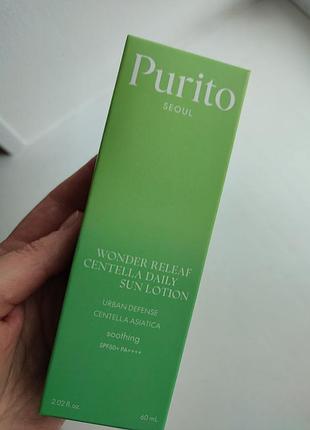 Purito
SEOUL
WONDER RELEAF
CENTELLA DAILY
SUN LOTION
URBAN DEFENSE
CENTELLA ASIATICA
soothing
SPF50+ PA++++
2.02 fl.oz. 60 mL